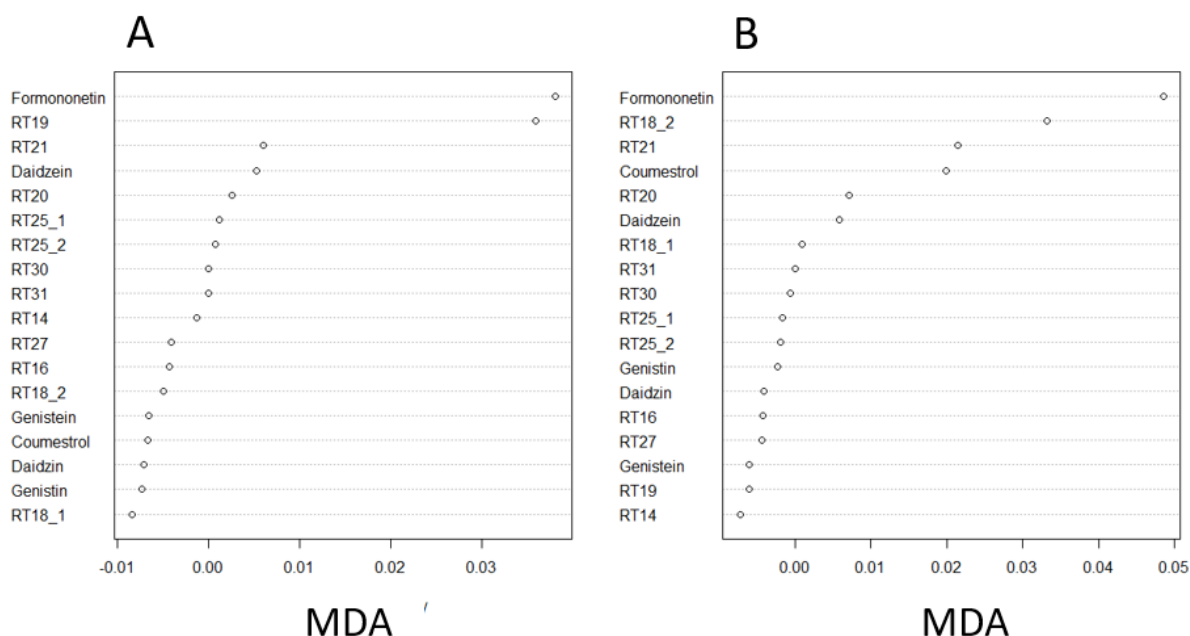 A
Formononetin
RT19
RT21
Daidzein
RT20
RT25_1
RT25_2
RT30
RT31
RT14
RT27
RT16
RT18_2
Genistein
Coumestrol
Daidzin
Genistin
RT18_1
-0.01 0.00 0.01 0.02 0.03
MDA
B
Formononetin
RT18_2
RT21
Coumestrol
RT20
Daidzein
RT18_1
RT31
RT30
RT25_1
RT25_2
Genistin
Daidzin
RT16
RT27
Genistein
RT19
RT14
0.00 0.01 0.02 0.03 0.04 0.05
MDA